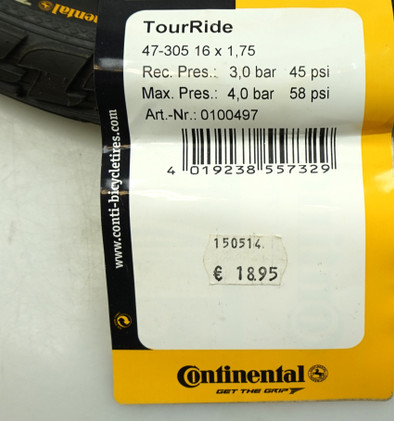 Continental
TourRide
47-305 16 x 1,75
Rec. Pres.: 3,0 bar 45 psi
Max. Pres.: 4,0 bar 58 psi
Art.-Nr.: 0100497
4 019238 557329
www.conti-bicycletires.com
150514.
€ 18.95
Continental
GET THE GRIP